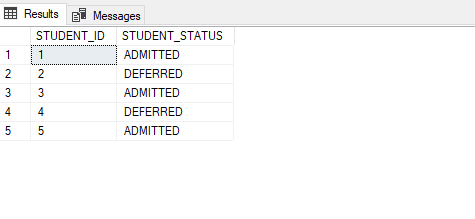 Results Messages
STUDENT_ID STUDENT_STATUS
1 1 ADMITTED
2 2 DEFERRED
3 3 ADMITTED
4 4 DEFERRED
5 5 ADMITTED